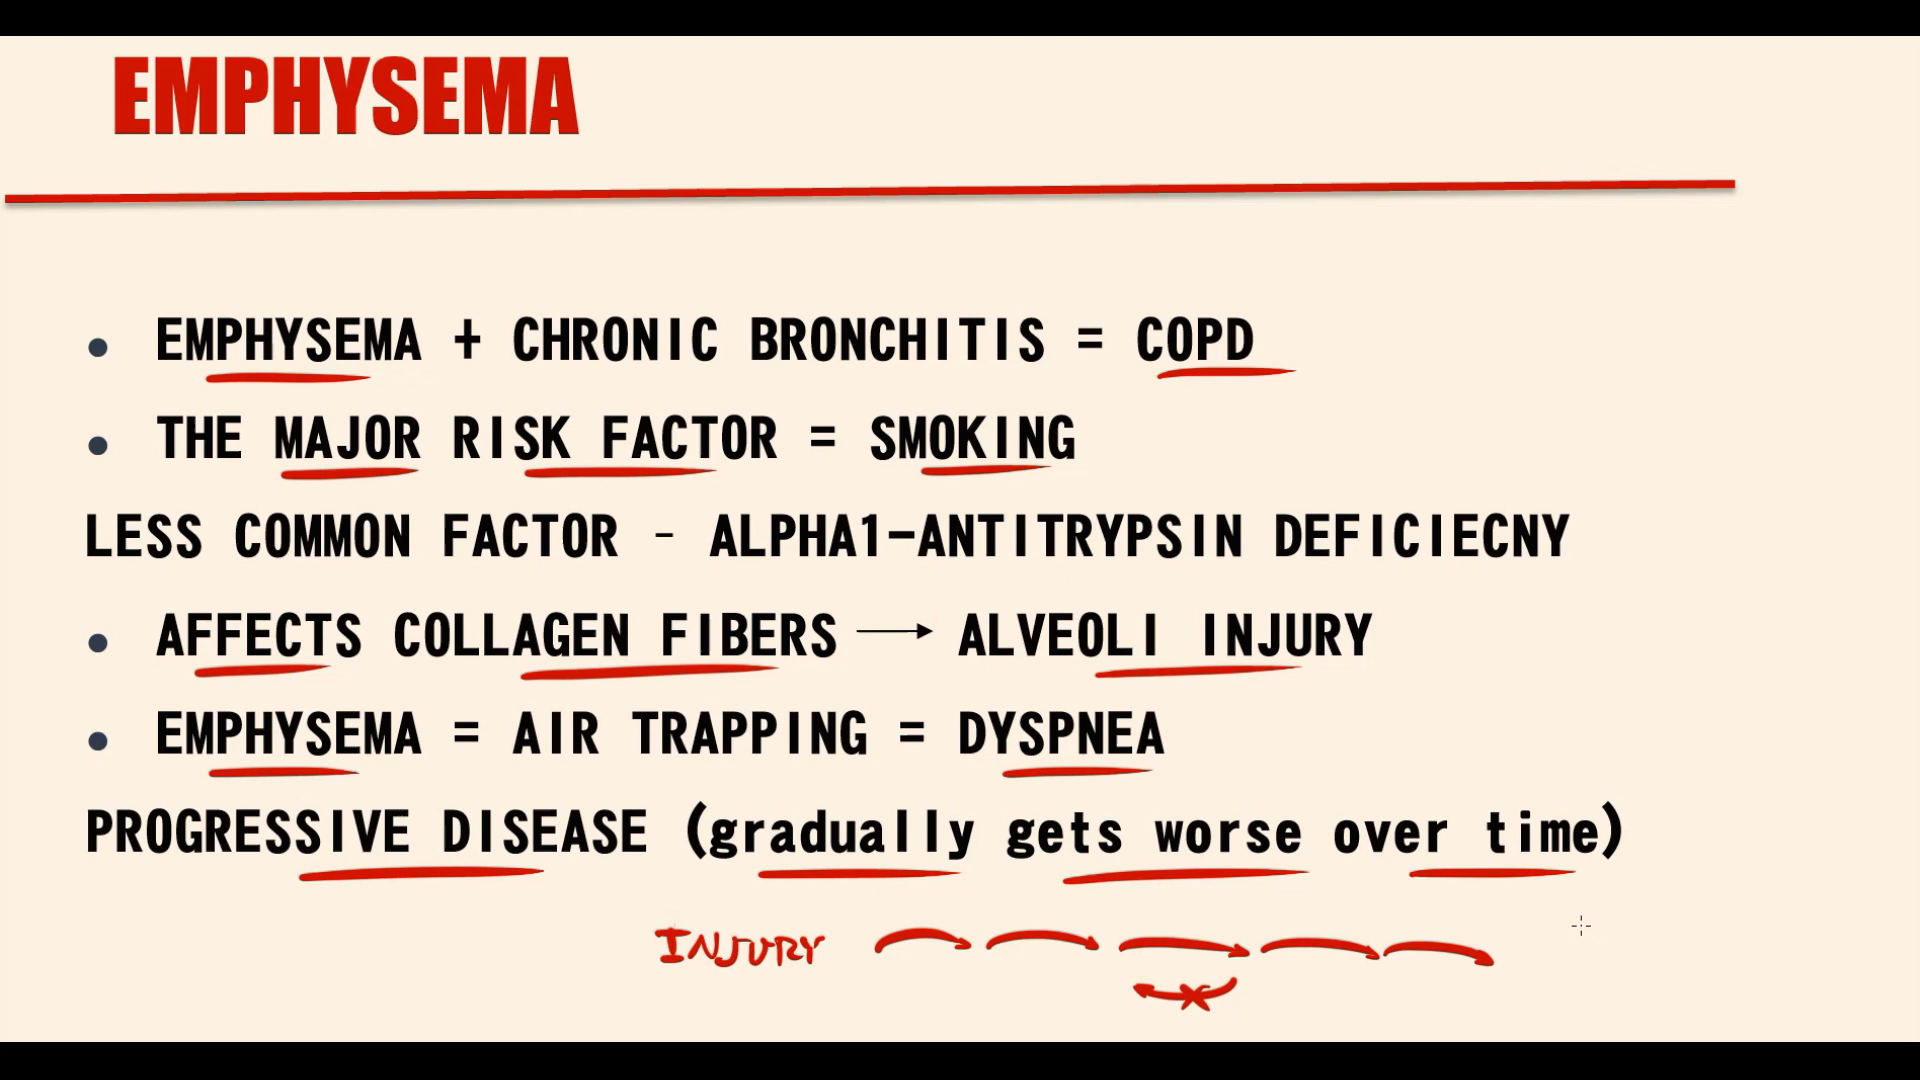 EMPHYSEMA
• EMPHYSEMA + CHRONIC BRONCHITIS = COPD
• THE MAJOR RISK FACTOR = SMOKING
LESS COMMON FACTOR - ALPHA1-ANTITRYPSIN DEFICIECNY
• AFFECTS COLLAGEN FIBERS → ALVEOLI INJURY
• EMPHYSEMA = AIR TRAPPING = DYSPNEA
PROGRESSIVE DISEASE (gradually gets worse over time)
INJURY